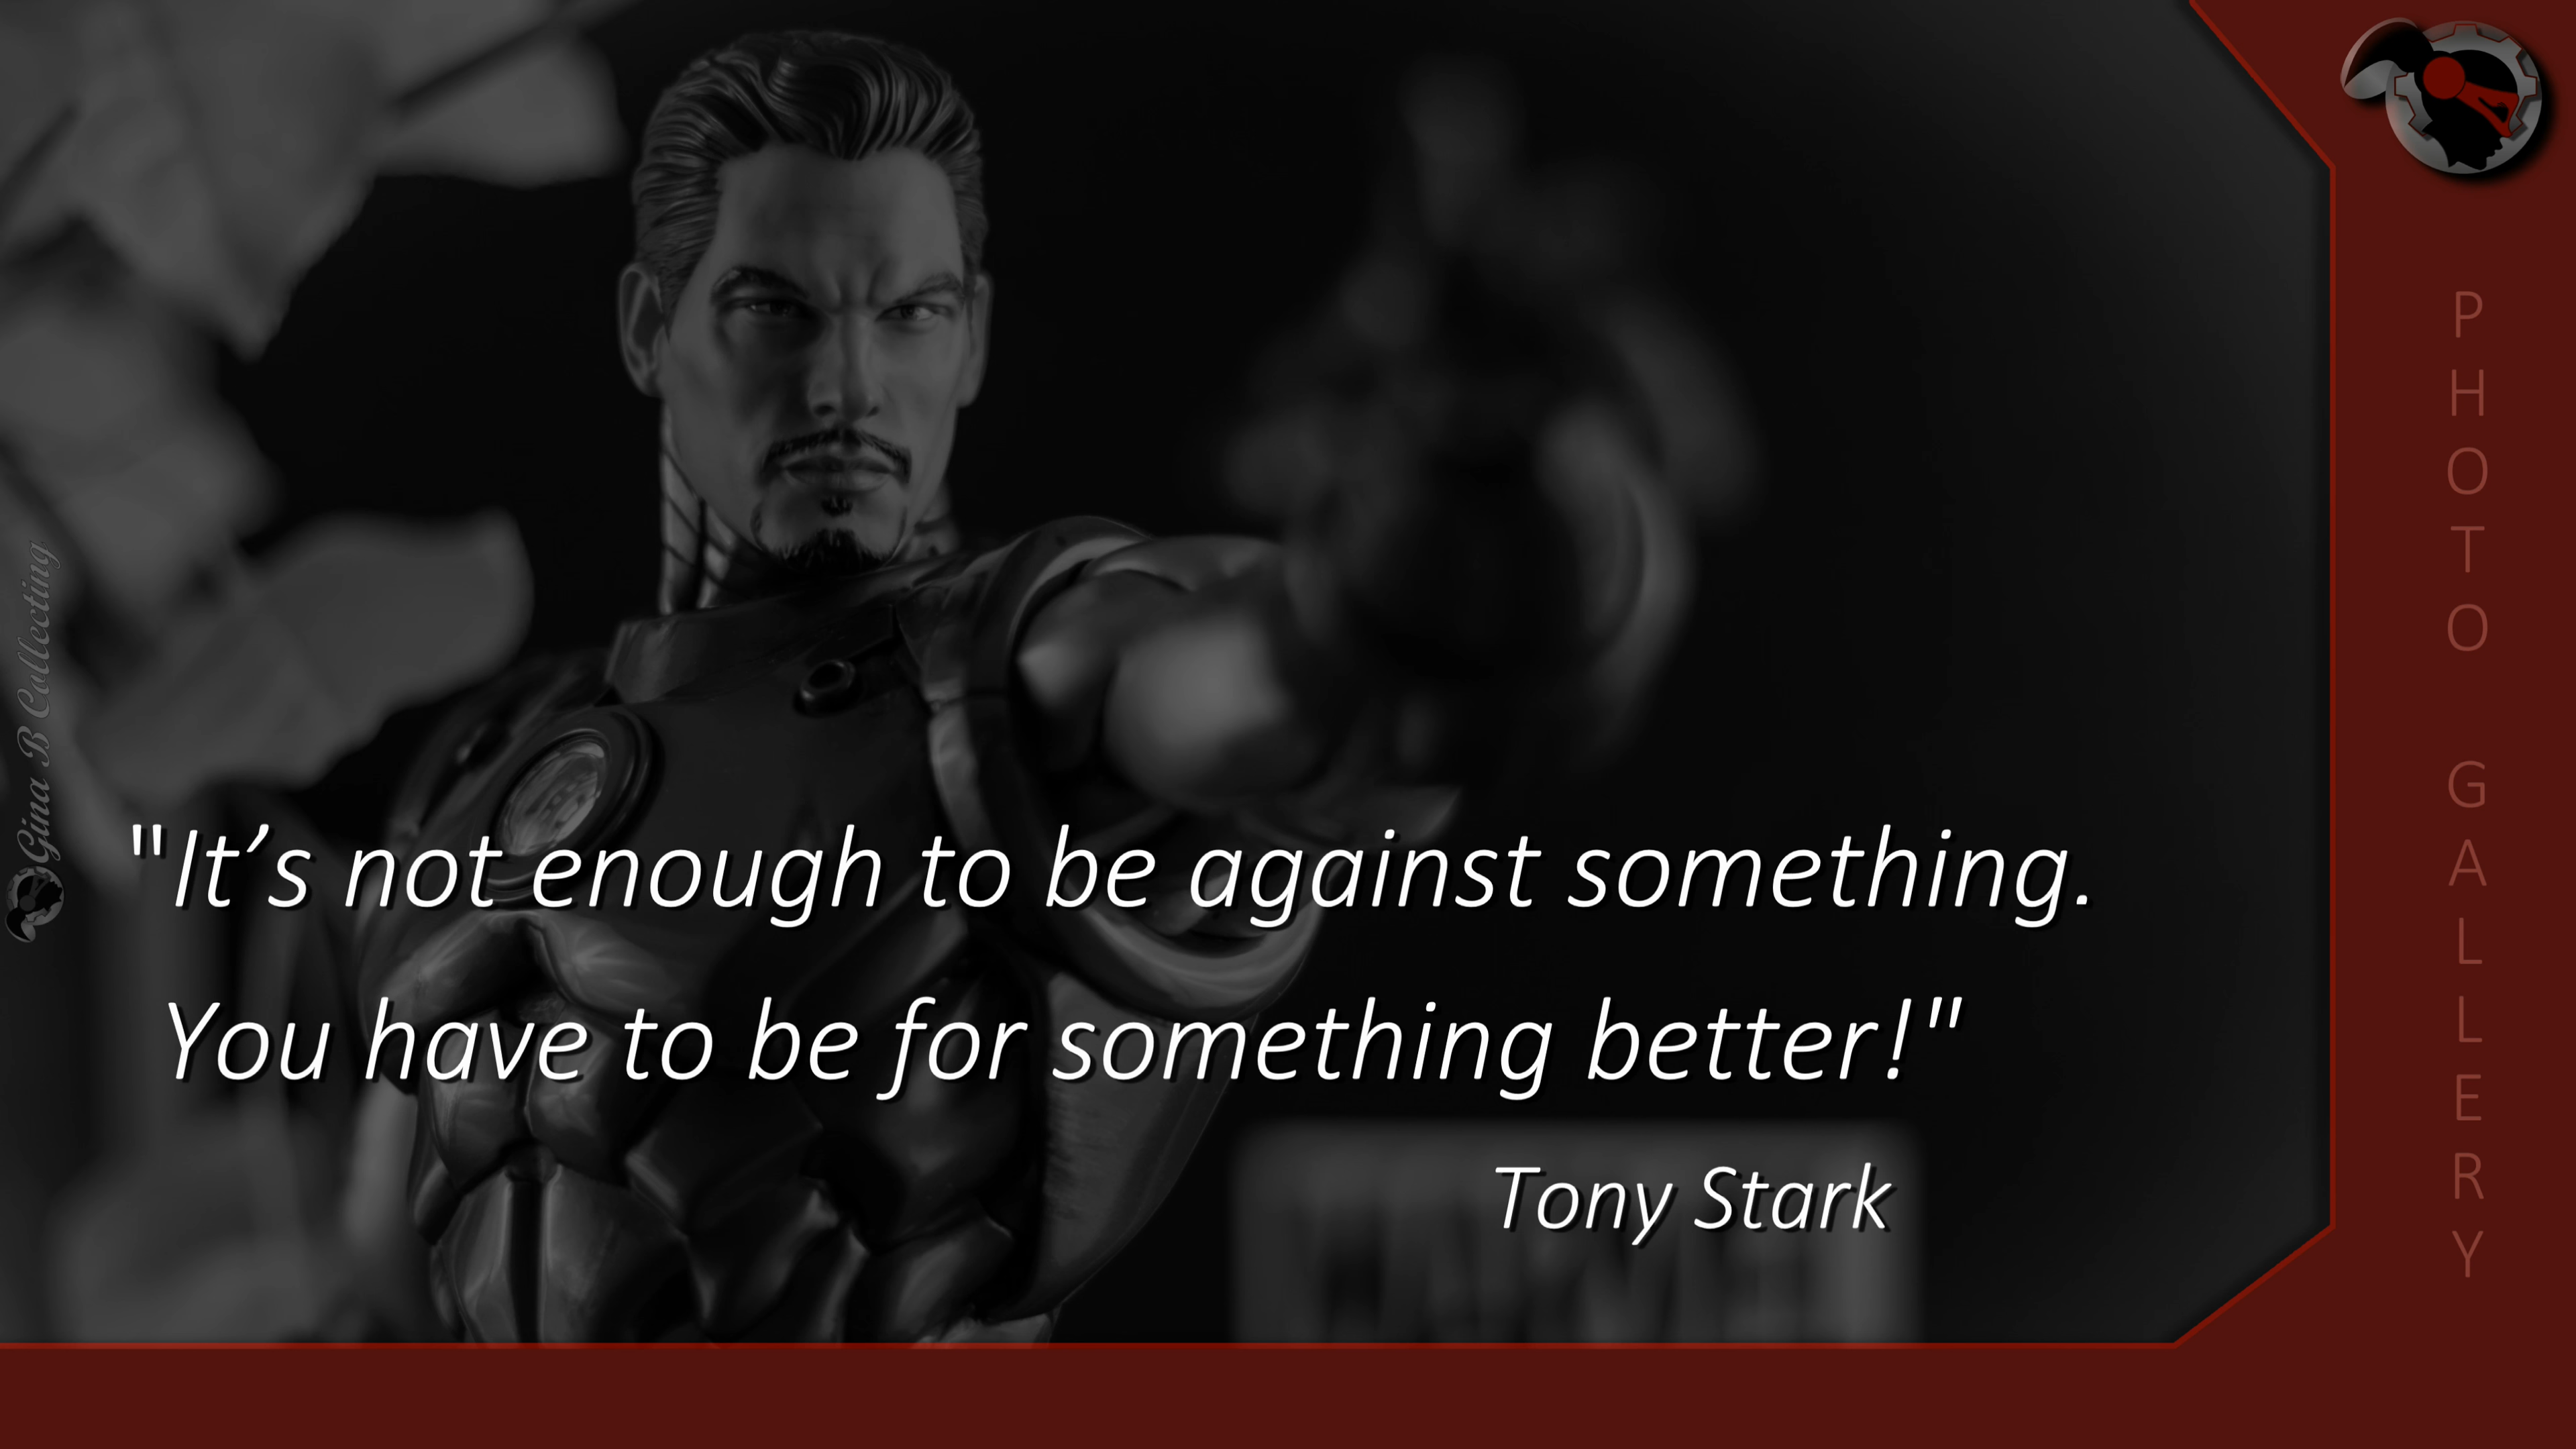 "It’s not enough to be against something.
You have to be for something better!"
Tony Stark
PHOTO GALLERY
Gina B Collecting